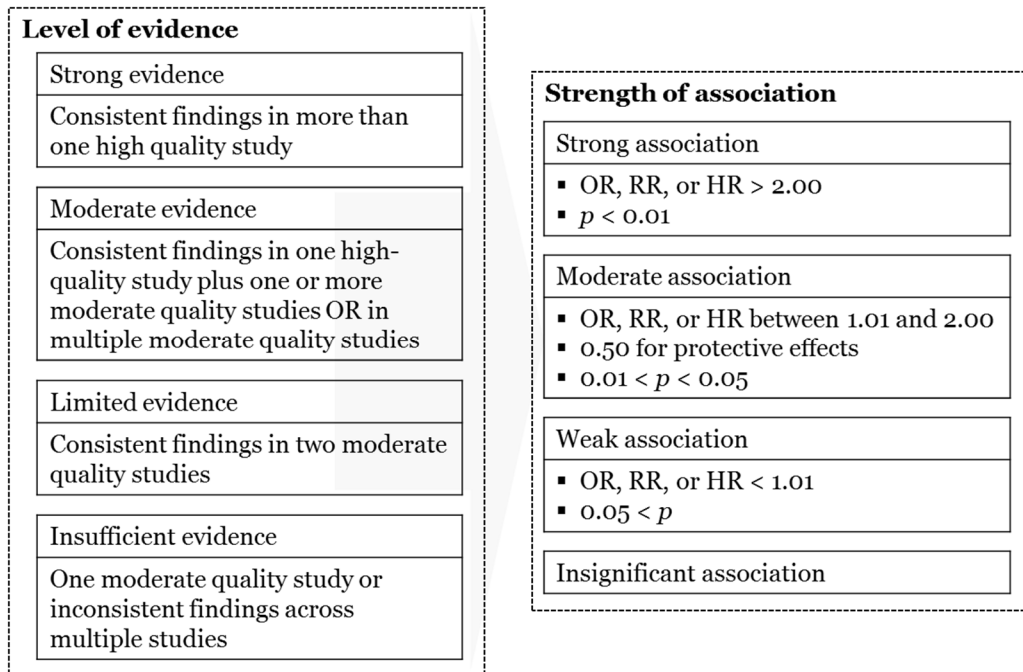 Level of evidence
Strong evidence
Consistent findings in more than
one high quality study
Moderate evidence
Consistent findings in one high-
quality study plus one or more
moderate quality studies OR in
multiple moderate quality studies
Limited evidence
Consistent findings in two moderate
quality studies
Insufficient evidence
One moderate quality study or
inconsistent findings across
multiple studies
Strength of association
Strong association
▪ OR, RR, or HR > 2.00
▪ p < 0.01
Moderate association
▪ OR, RR, or HR between 1.01 and 2.00
▪ 0.50 for protective effects
▪ 0.01 < p < 0.05
Weak association
▪ OR, RR, or HR < 1.01
▪ 0.05 < p
Insignificant association